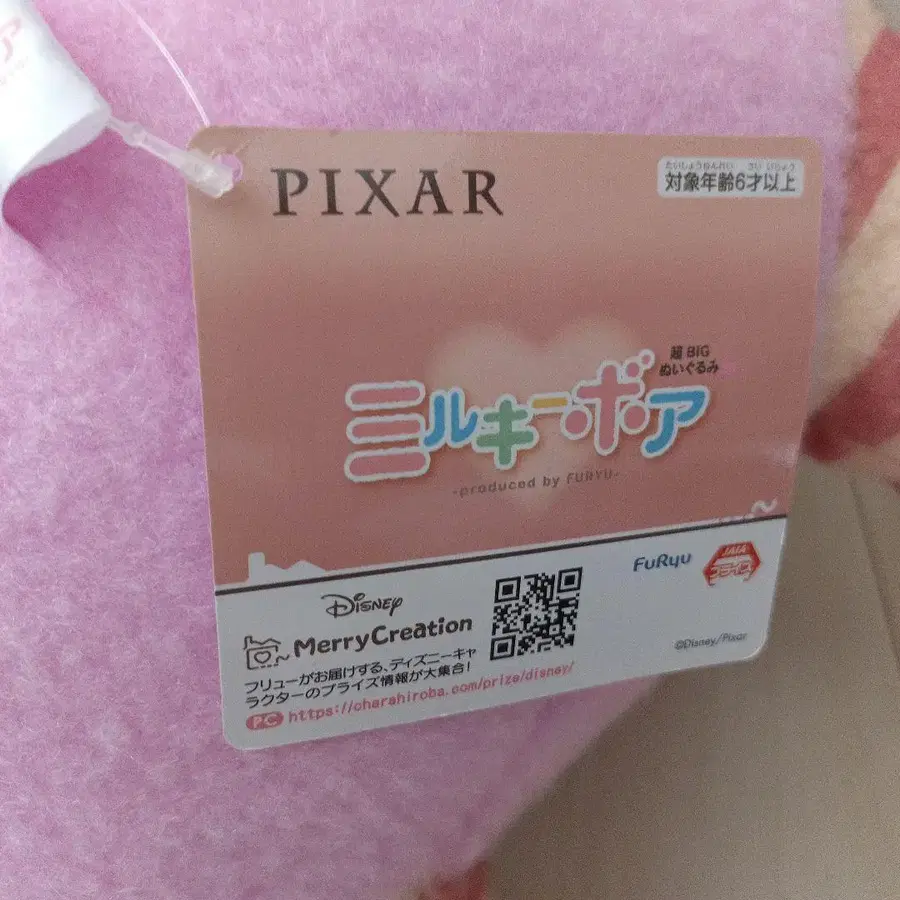 ア
PIXAR
たいしょうねんれい さい いじょう
対象年齢6才以上
超BIG
ぬいぐるみ
ミルキーボア
-produced by FURYU-
FuRyu
JAIA
プライズ
Disney
MerryCreation
フリューがお届けする、ディズニーキャ
ラクターのプライズ情報が大集合!
PC https://charahiroba.com/prize/disney/
©Disney/Pixar